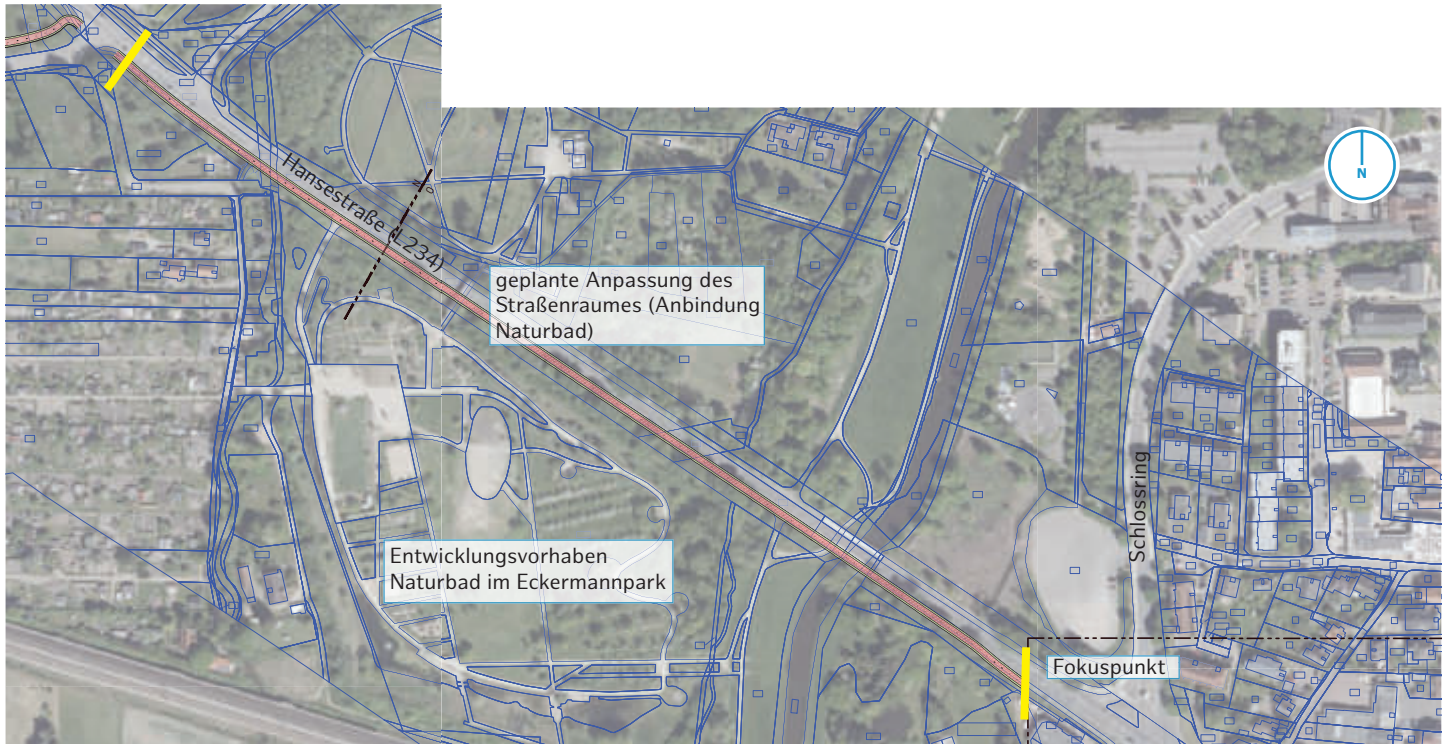 N
Hansestraße (L234)
geplante Anpassung des
Straßenraumes (Anbindung
Naturbad)
Schlossring
Entwicklungsvorhaben
Naturbad im Eckermannpark
Fokuspunkt